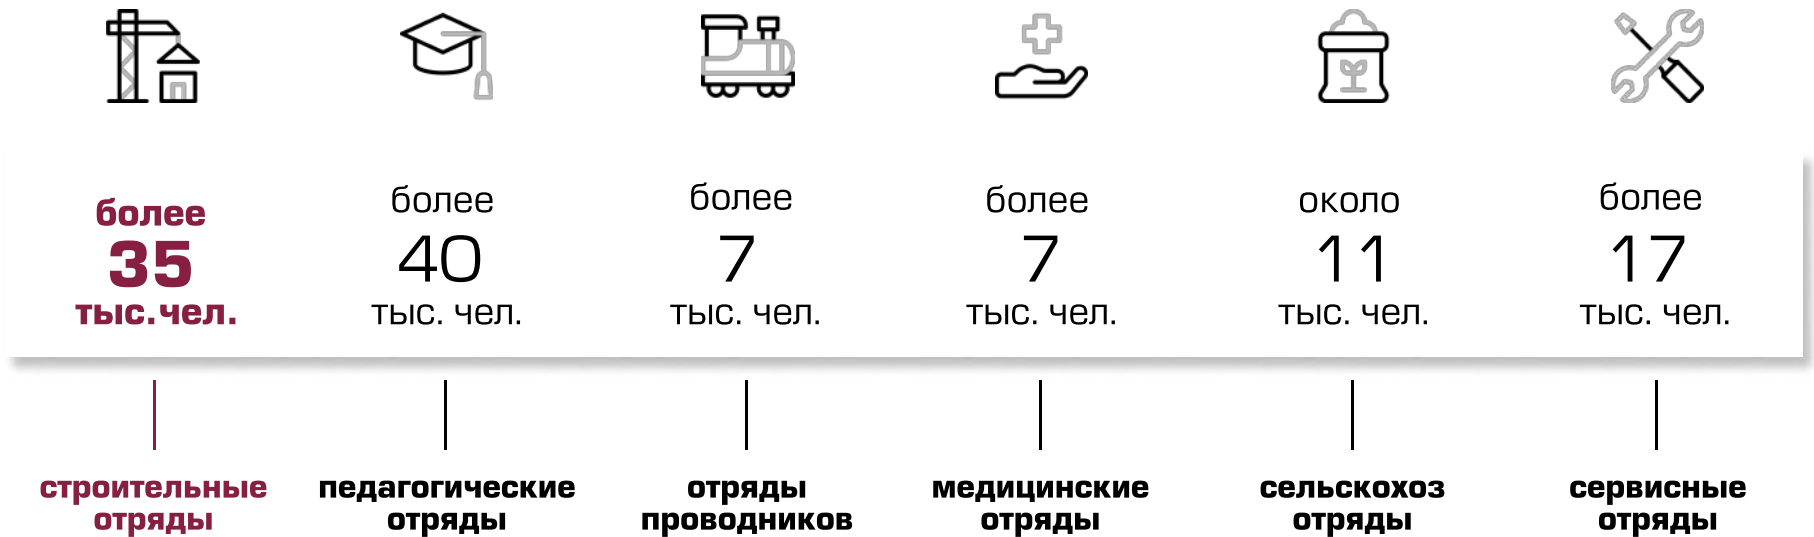 более
35
тыс.чел.
строительные
отряды
более
40
тыс. чел.
педагогические
отряды
более
7
тыс. чел.
отряды
проводников
более
7
тыс. чел.
медицинские
отряды
около
11
тыс. чел.
сельскохоз
отряды
более
17
тыс. чел.
сервисные
отряды